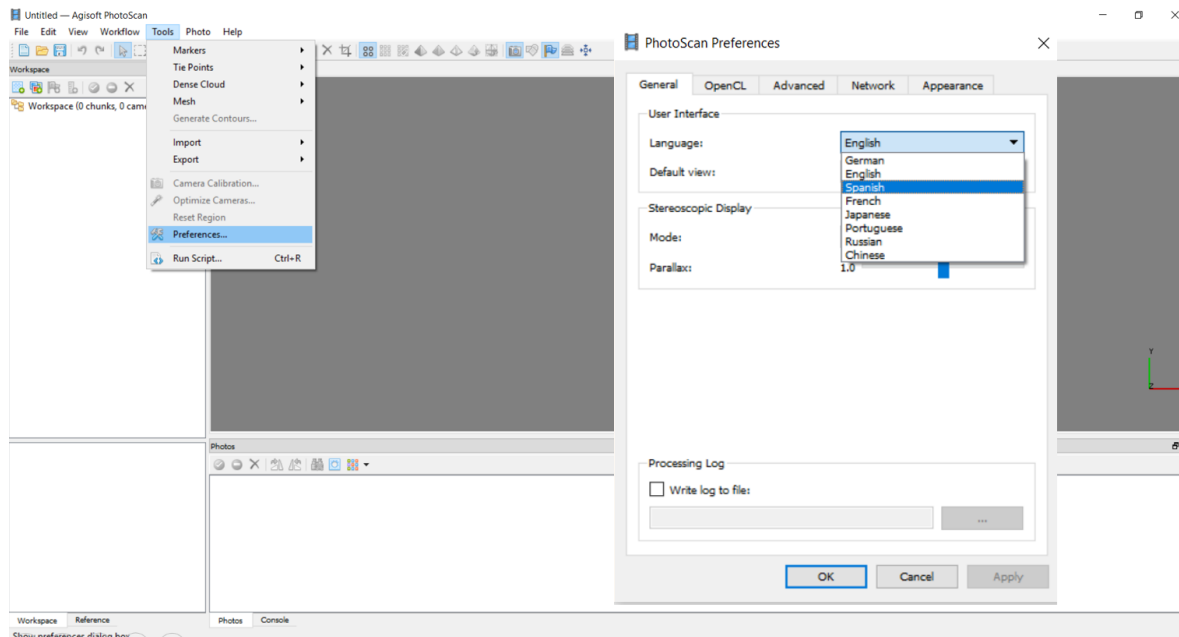 Untitled — Agisoft PhotoScan
File Edit View Workflow Tools Photo Help
Workspace
Workspace (0 chunks, 0 came
Markers
Tie Points
Dense Cloud
Mesh
Generate Contours...
Import
Export
Camera Calibration...
Optimize Cameras...
Reset Region
Preferences...
Run Script... Ctrl+R
PhotoScan Preferences
General OpenCL Advanced Network Appearance
User Interface
Language: English
German
English
Spanish
French
Japanese
Portuguese
Russian
Chinese
Default view:
Stereoscopic Display
Mode:
Parallax: 1.0
Processing Log
Write log to file:
...
OK Cancel Apply
Y
Z
Photos
Workspace Reference
Photos Console
Show preferences dialog box